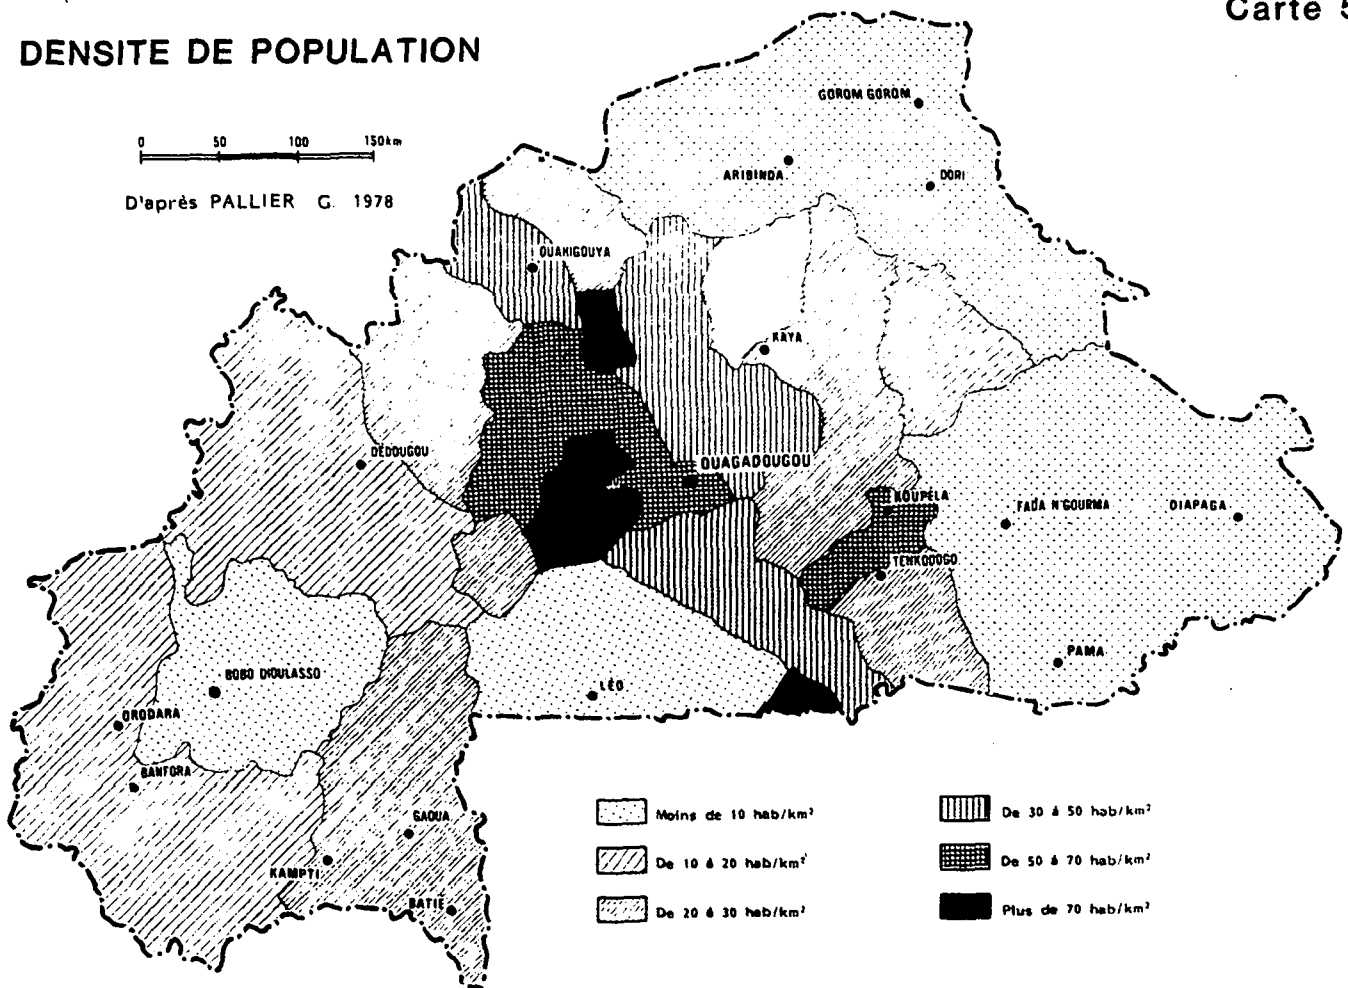 Carte 5
DENSITE DE POPULATION
0 50 100 150km
D'après PALLIER G. 1978
GOROM GOROM
ARIBINDA
DORI
OUAHIGOUYA
KAYA
DEDOUGOU
OUAGADOUGOU
KOUPELA
FADA N'GOURMA
DIAPAGA
TENKODOGO
PAMA
BOBO DIOULASSO
LÉO
ORODARA
BANFORA
GAOUA
KAMPTI
BATIÉ
Moins de 10 hab/km²
De 10 à 20 hab/km²
De 20 à 30 hab/km²
De 30 à 50 hab/km²
De 50 à 70 hab/km²
Plus de 70 hab/km²